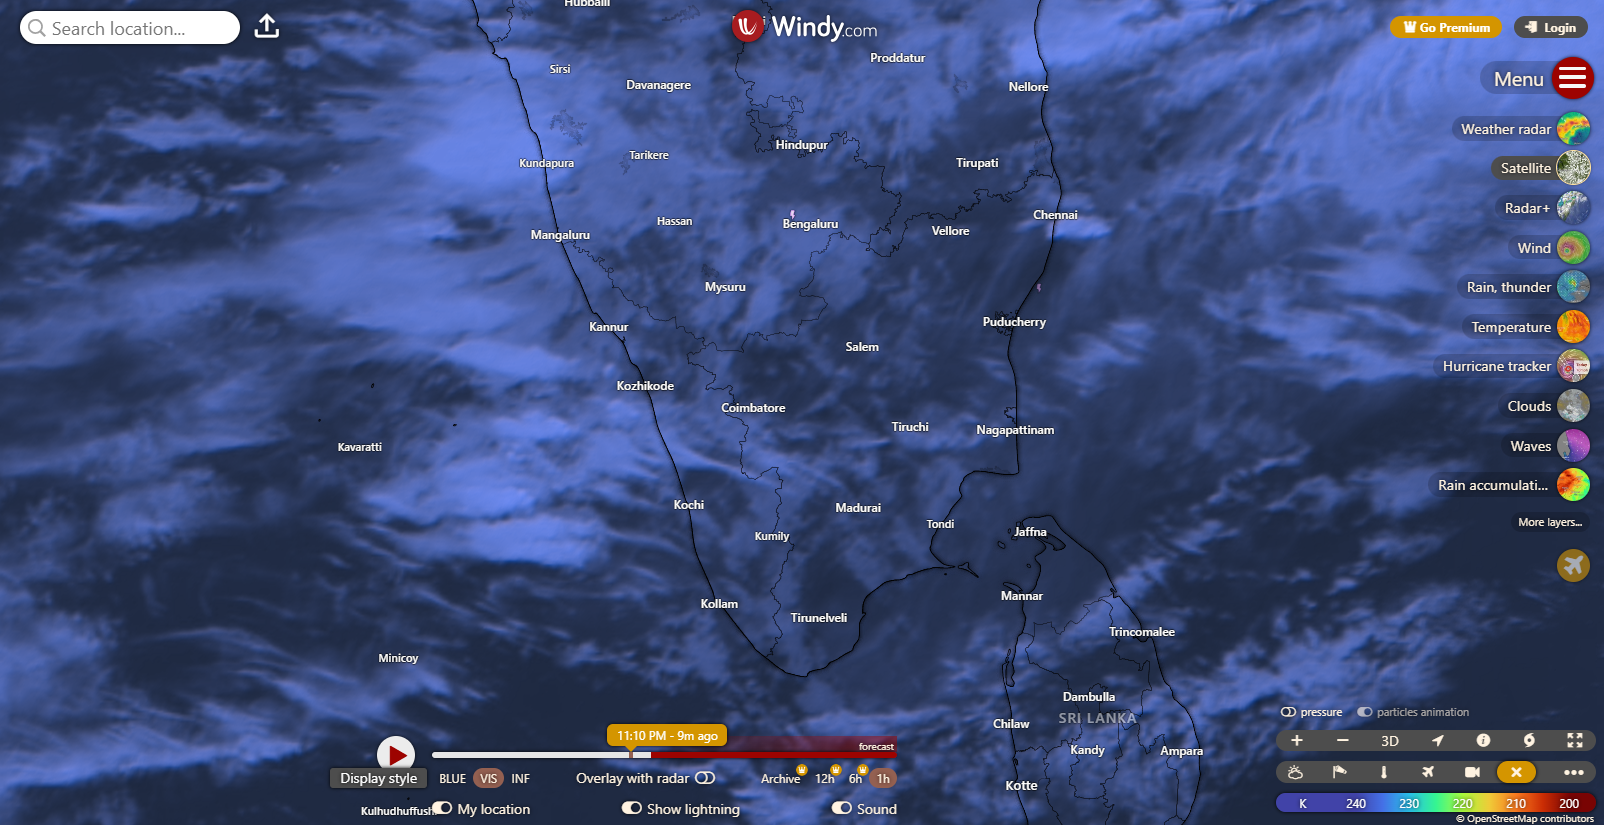 Hubballi
Search location...
Windy.com
Go Premium
Login
Sirsi
Davanagere
Proddatur
Nellore
Menu
Weather radar
Kundapura
Tarikere
Hindupur
Tirupati
Satellite
Radar+
Hassan
Bengaluru
Chennai
Mangaluru
Vellore
Wind
Mysuru
Rain, thunder
Kannur
Puducherry
Temperature
Salem
Hurricane tracker
Kozhikode
Coimbatore
Clouds
Tiruchi
Nagapattinam
Kavaratti
Waves
Rain accumulati...
Kochi
Madurai
Tondi
More layers...
Kumily
Jaffna
Kollam
Tirunelveli
Mannar
Trincomalee
Minicoy
Dambulla
SRI LANKA
Chilaw
Kandy
Ampara
Kotte
pressure
particles animation
3D
11:10 PM - 9m ago
forecast
Display style
BLUE VIS INF
Overlay with radar
Archive 12h 6h 1h
Kulhudhuffush
My location
Show lightning
Sound
K 240 230 220 210 200
© OpenStreetMap contributors